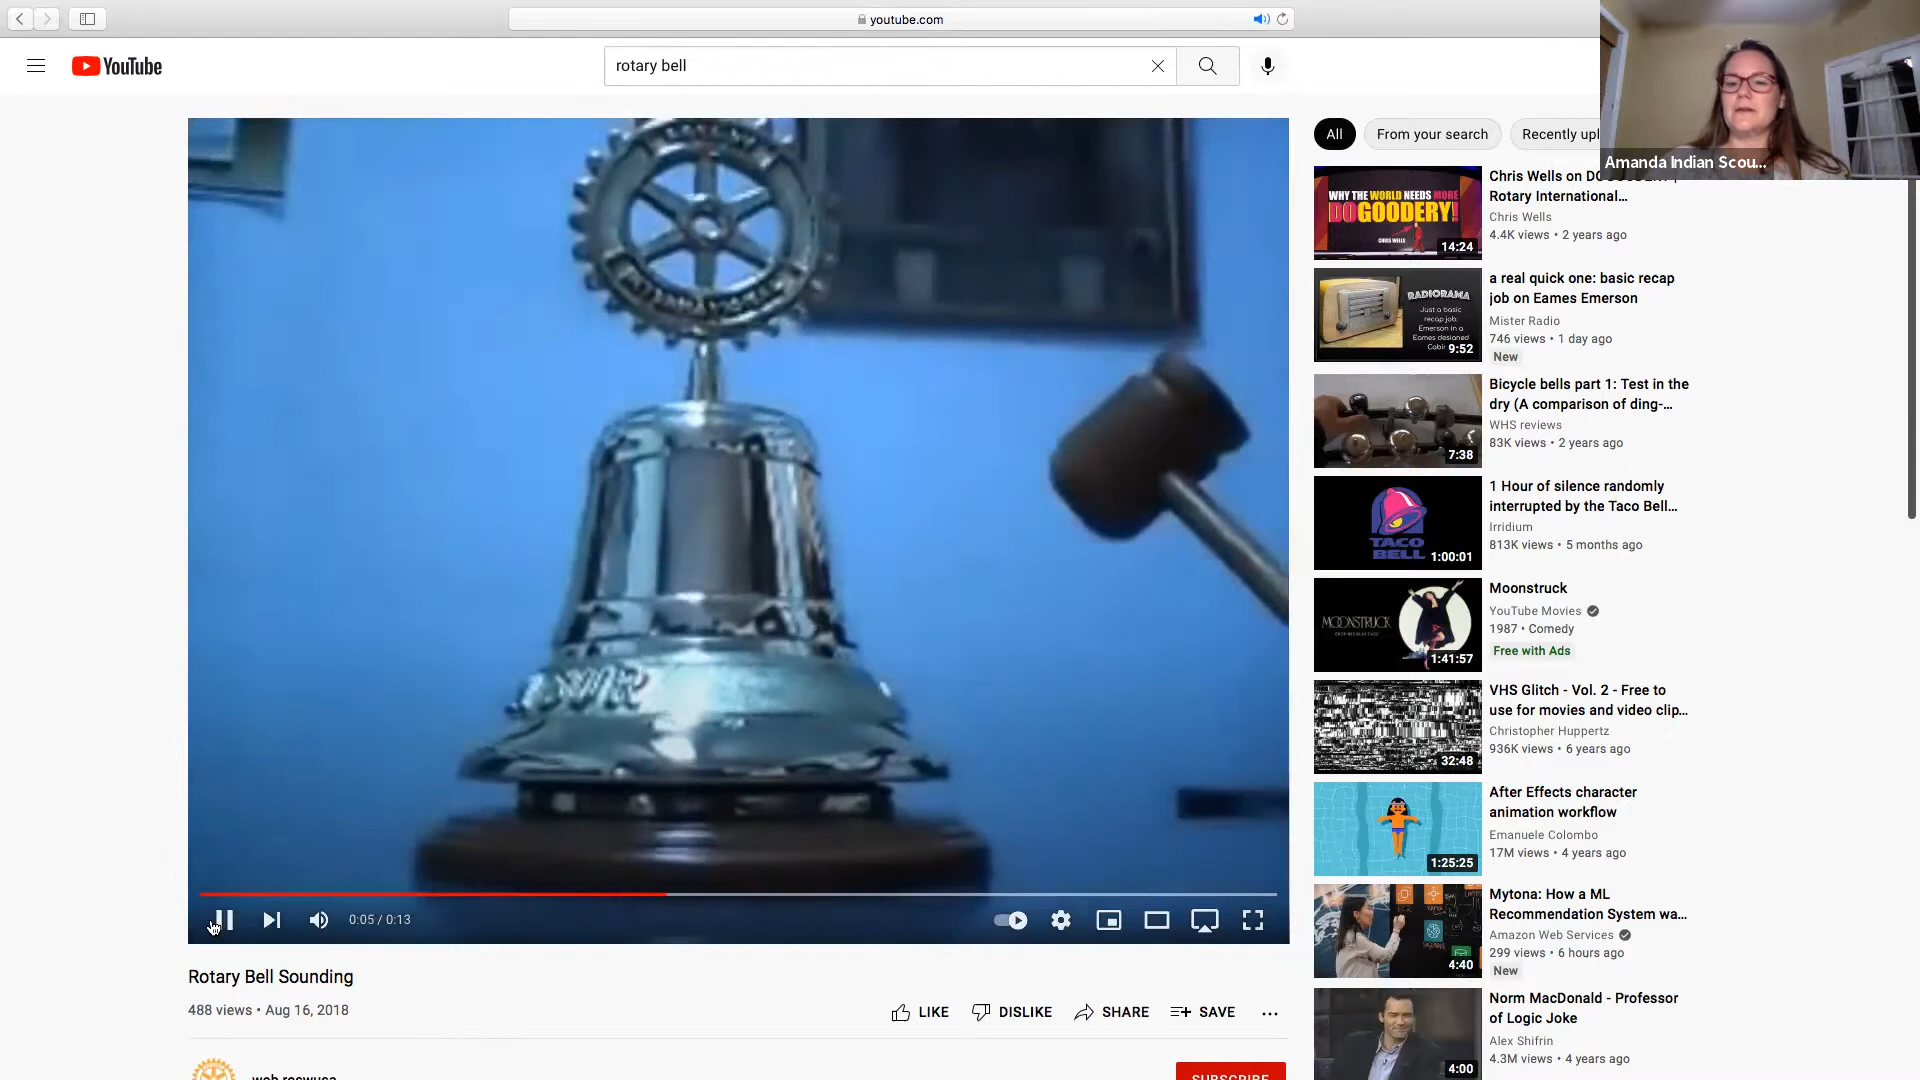 youtube.com
YouTube
rotary bell
All
From your search
Recently upl
Amanda Indian Scou...
INTERNATIONAL
0:05 / 0:13
Rotary Bell Sounding
488 views • Aug 16, 2018
LIKE
DISLIKE
SHARE
SAVE
SUBSCRIBE
WHY THE WORLD NEEDS MORE
DOGOODERY!
CHRIS WELLS
14:24
Chris Wells on DOGOODERY |
Rotary International...
Chris Wells
4.4K views • 2 years ago
RADIORAMA
Just a basic
recap job:
Emerson in a
Eames designed
Cabi
9:52
a real quick one: basic recap
job on Eames Emerson
Mister Radio
746 views • 1 day ago
New
7:38
Bicycle bells part 1: Test in the
dry (A comparison of ding-...
WHS reviews
83K views • 2 years ago
TACO
BELL
1:00:01
1 Hour of silence randomly
interrupted by the Taco Bell...
Irridium
813K views • 5 months ago
MOONSTRUCK
1:41:57
Moonstruck
YouTube Movies
1987 • Comedy
Free with Ads
32:48
VHS Glitch - Vol. 2 - Free to
use for movies and video clip...
Christopher Huppertz
936K views • 6 years ago
1:25:25
After Effects character
animation workflow
Emanuele Colombo
17M views • 4 years ago
4:40
Mytona: How a ML
Recommendation System wa...
Amazon Web Services
299 views • 6 hours ago
New
4:00
Norm MacDonald - Professor
of Logic Joke
Alex Shifrin
4.3M views • 4 years ago